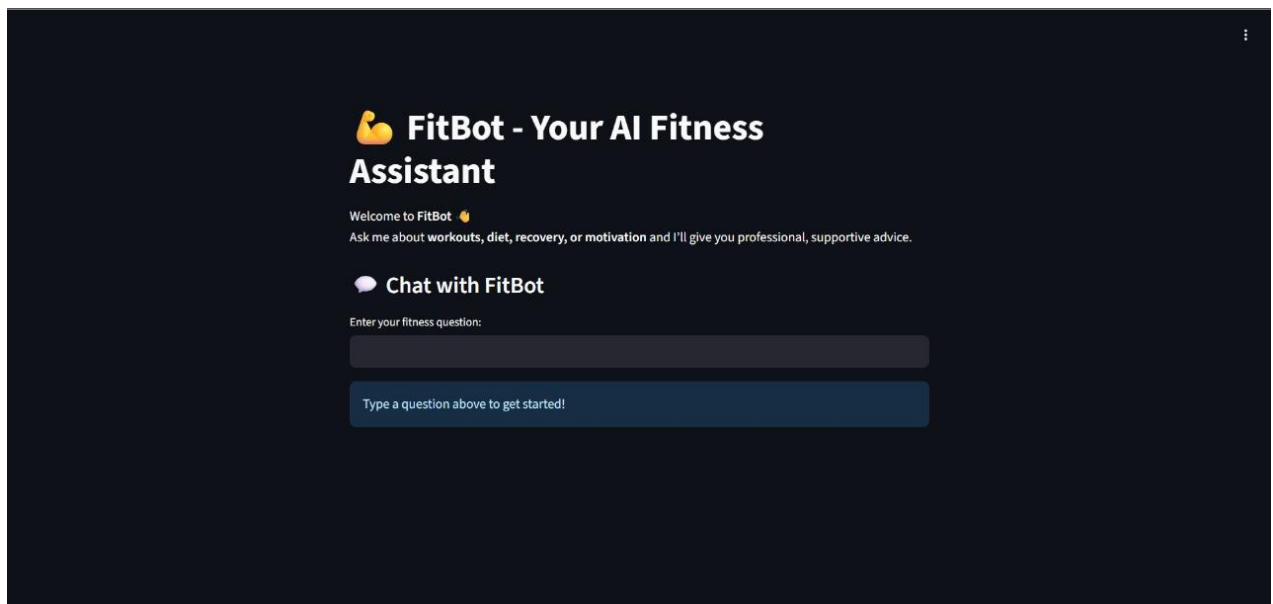 💪 FitBot - Your AI Fitness
Assistant
Welcome to FitBot 👋
Ask me about workouts, diet, recovery, or motivation and I'll give you professional, supportive advice.
💬 Chat with FitBot
Enter your fitness question:
Type a question above to get started!